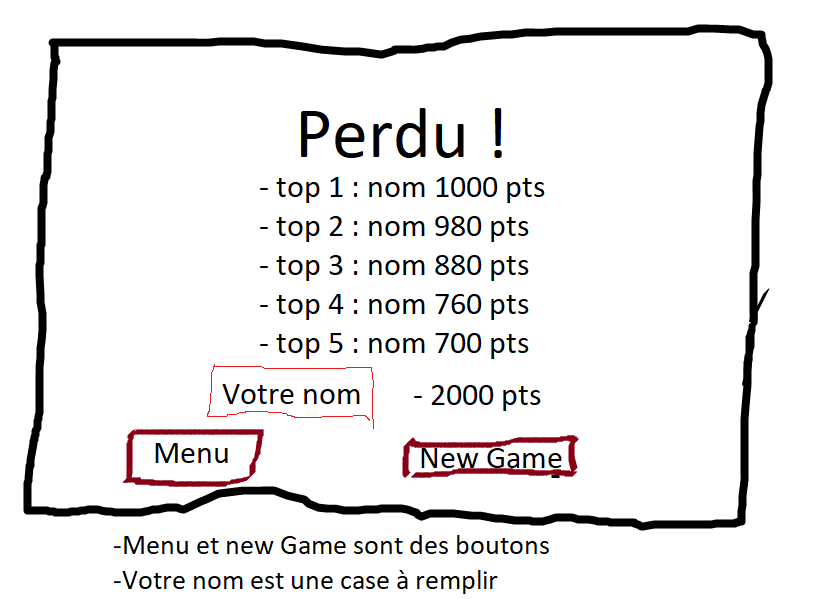 Perdu !
- top 1 : nom 1000 pts
- top 2 : nom 980 pts
- top 3 : nom 880 pts
- top 4 : nom 760 pts
- top 5 : nom 700 pts
Votre nom - 2000 pts
Menu New Game
-Menu et new Game sont des boutons
-Votre nom est une case à remplir